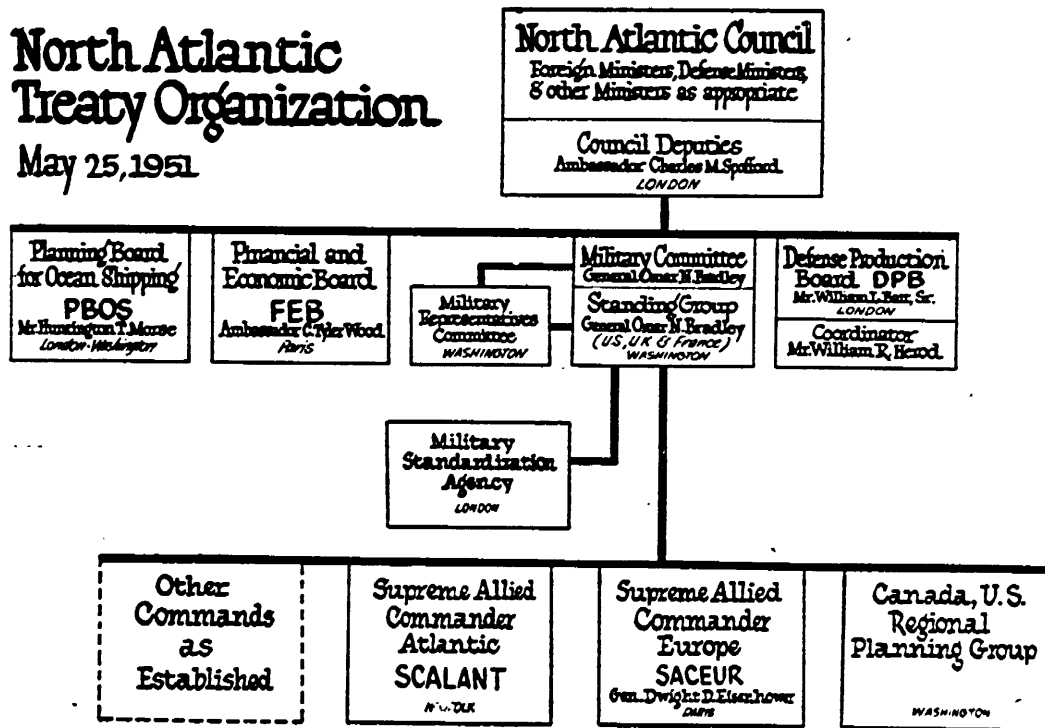 North Atlantic
Treaty Organization
May 25, 1951
North Atlantic Council
Foreign Ministers, Defense Ministers,
& other Ministers as appropriate
Council Deputies
Ambassador Charles M. Spofford
LONDON
Planning Board
for Ocean Shipping
PBOS
Mr. Huntington T. Morse
London-Washington
Financial and
Economic Board
FEB
Ambassador C. Tyler Wood
Paris
Military
Representatives
Committee
WASHINGTON
Military Committee
General Omar N. Bradley
Standing Group
General Omar N. Bradley
(US, UK & France)
WASHINGTON
Defense Production
Board DPB
Mr. William L. Batt, Sr.
LONDON
Coordinator
Mr. William R. Herod
Military
Standardization
Agency
LONDON
Other
Commands
as
Established
Supreme Allied
Commander
Atlantic
SCALANT
NORFOLK
Supreme Allied
Commander
Europe
SACEUR
Gen. Dwight D. Eisenhower
PARIS
Canada, U.S.
Regional
Planning Group
WASHINGTON